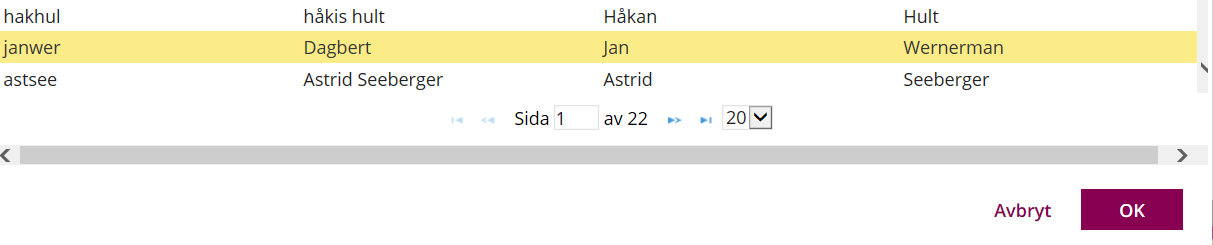 hakhul håkis hult Håkan Hult
janwer Dagbert Jan Wernerman
astsee Astrid Seeberger Astrid Seeberger
Sida 1 av 22 20
Avbryt OK